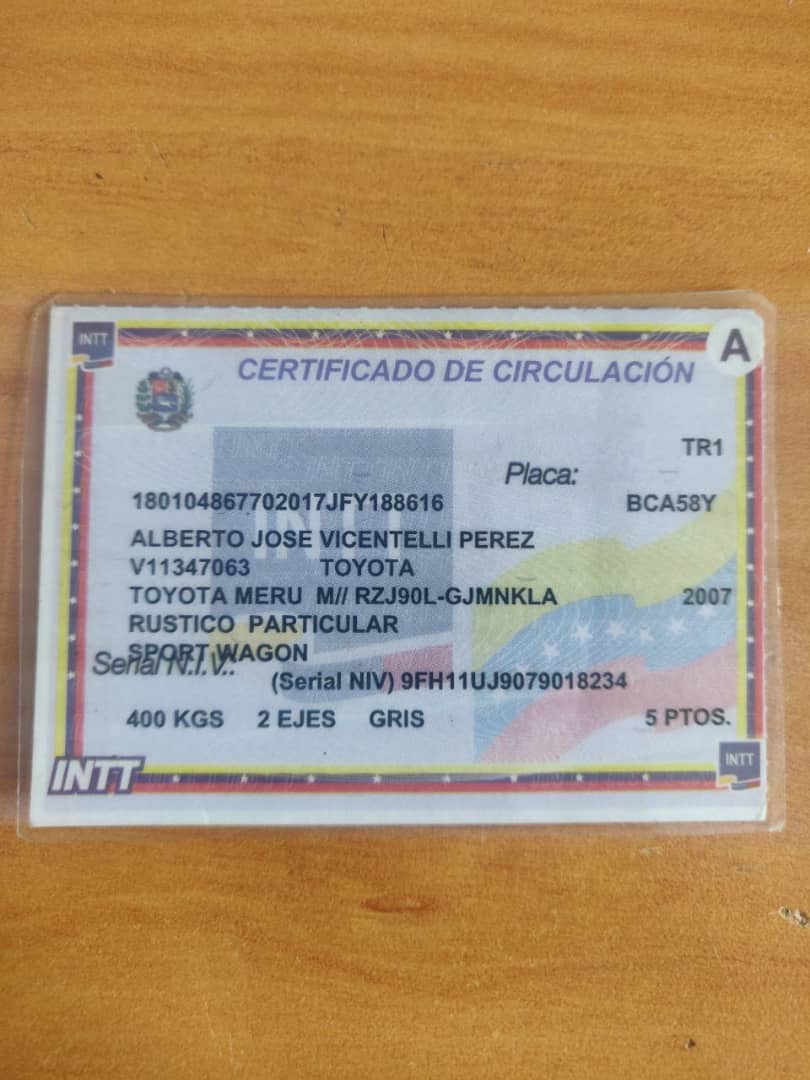 INTT
A
CERTIFICADO DE CIRCULACIÓN
TR1
Placa:
180104867702017JFY188616 BCA58Y
INTT
ALBERTO JOSE VICENTELLI PEREZ
V11347063 TOYOTA
TOYOTA MERU M// RZJ90L-GJMNKLA 2007
RUSTICO PARTICULAR
SPORT WAGON
Serial N.I.V.:
(Serial NIV) 9FH11UJ9079018234
400 KGS 2 EJES GRIS 5 PTOS.
INTT
INTT